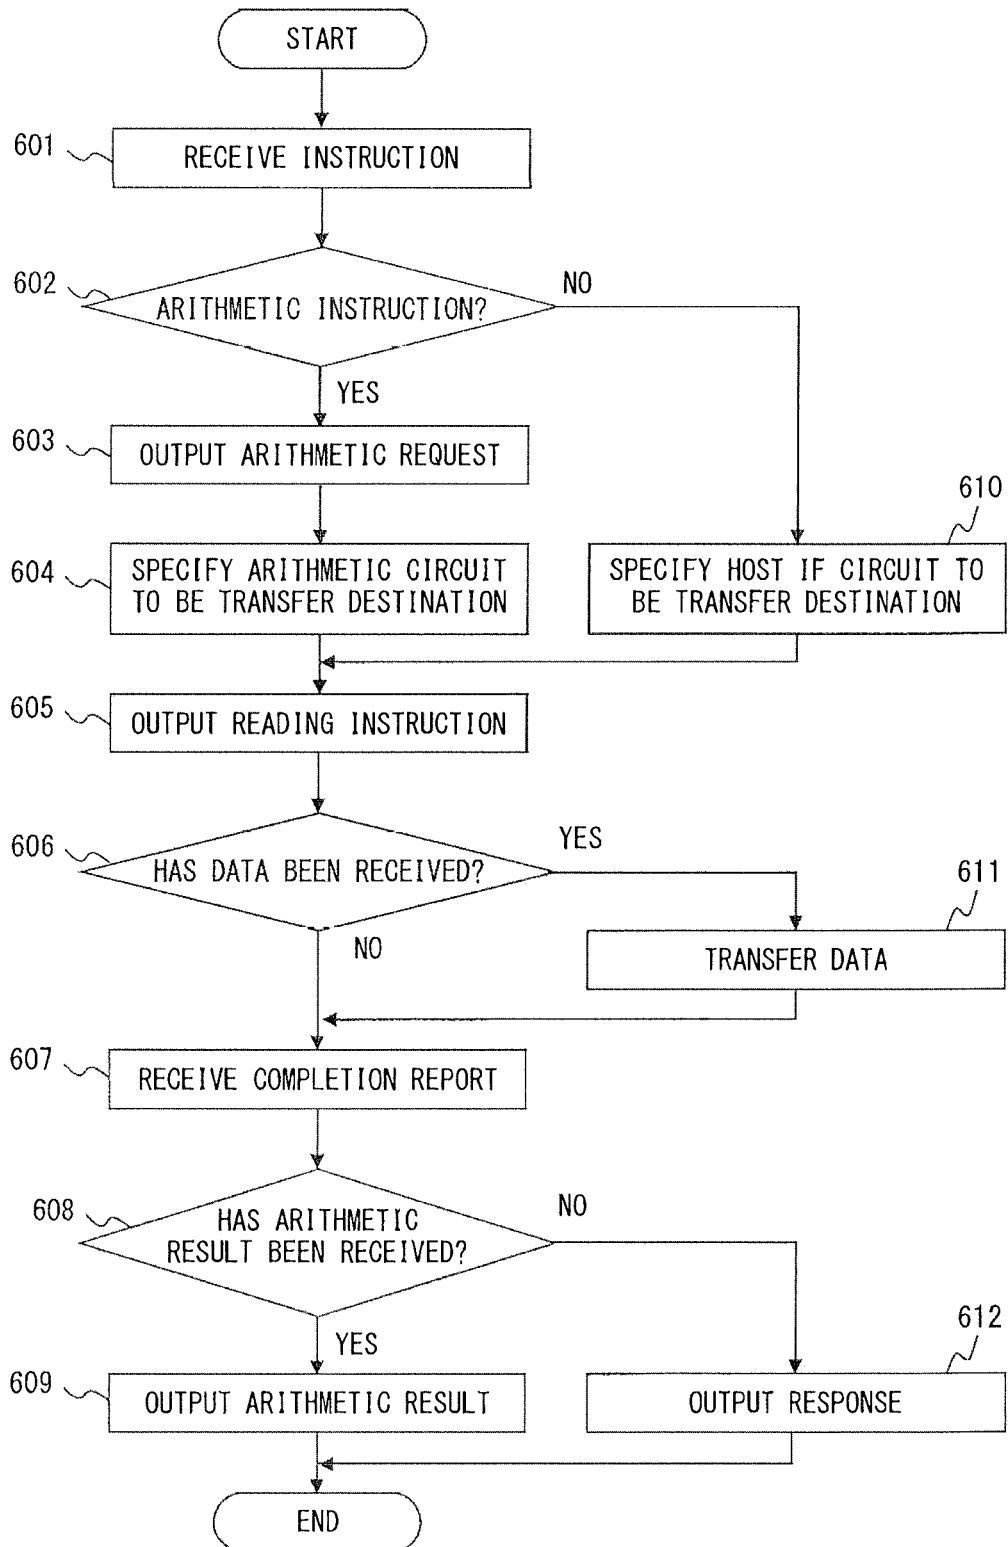 START
601
RECEIVE INSTRUCTION
602
ARITHMETIC INSTRUCTION?
NO
YES
603
OUTPUT ARITHMETIC REQUEST
604
SPECIFY ARITHMETIC CIRCUIT
TO BE TRANSFER DESTINATION
610
SPECIFY HOST IF CIRCUIT TO
BE TRANSFER DESTINATION
605
OUTPUT READING INSTRUCTION
606
HAS DATA BEEN RECEIVED?
YES
NO
611
TRANSFER DATA
607
RECEIVE COMPLETION REPORT
608
HAS ARITHMETIC
RESULT BEEN RECEIVED?
NO
YES
609
OUTPUT ARITHMETIC RESULT
612
OUTPUT RESPONSE
END